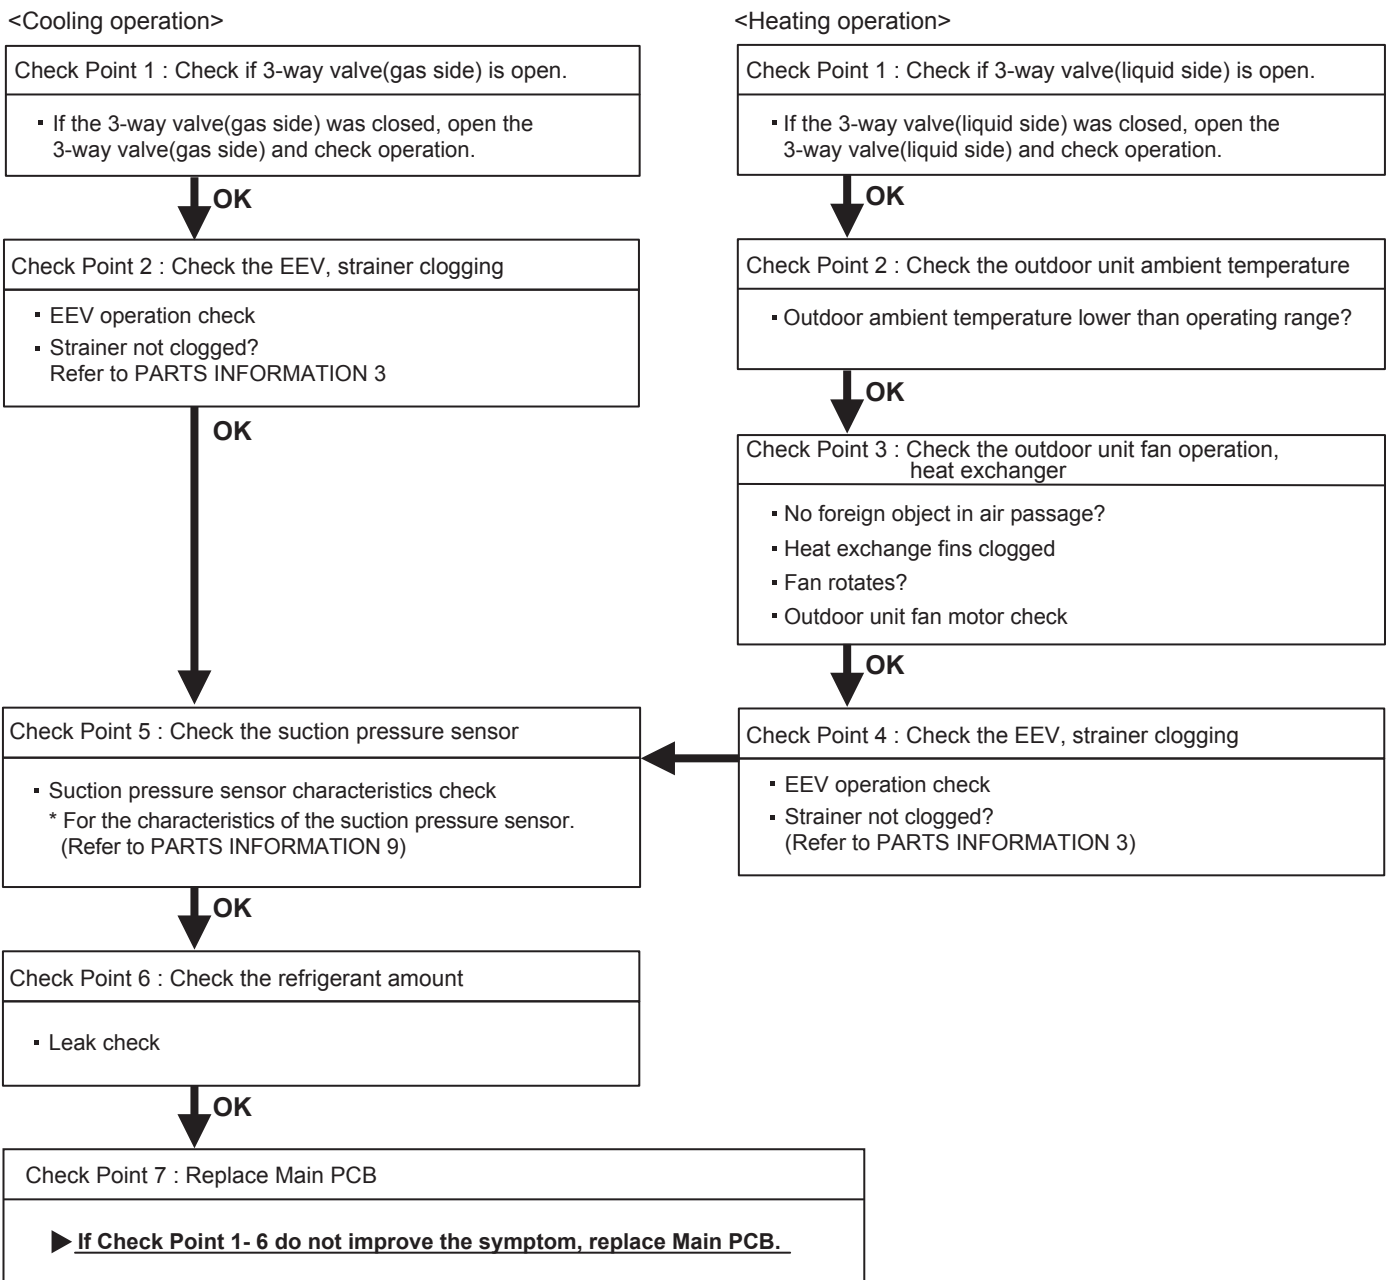 <Cooling operation>
Check Point 1 : Check if 3-way valve(gas side) is open.
▪ If the 3-way valve(gas side) was closed, open the
3-way valve(gas side) and check operation.
OK
Check Point 2 : Check the EEV, strainer clogging
▪ EEV operation check
▪ Strainer not clogged?
Refer to PARTS INFORMATION 3
OK
<Heating operation>
Check Point 1 : Check if 3-way valve(liquid side) is open.
▪ If the 3-way valve(liquid side) was closed, open the
3-way valve(liquid side) and check operation.
OK
Check Point 2 : Check the outdoor unit ambient temperature
▪ Outdoor ambient temperature lower than operating range?
OK
Check Point 3 : Check the outdoor unit fan operation,
heat exchanger
▪ No foreign object in air passage?
▪ Heat exchange fins clogged
▪ Fan rotates?
▪ Outdoor unit fan motor check
OK
Check Point 4 : Check the EEV, strainer clogging
▪ EEV operation check
▪ Strainer not clogged?
(Refer to PARTS INFORMATION 3)
Check Point 5 : Check the suction pressure sensor
▪ Suction pressure sensor characteristics check
* For the characteristics of the suction pressure sensor.
(Refer to PARTS INFORMATION 9)
OK
Check Point 6 : Check the refrigerant amount
▪ Leak check
OK
Check Point 7 : Replace Main PCB
▶ If Check Point 1- 6 do not improve the symptom, replace Main PCB.